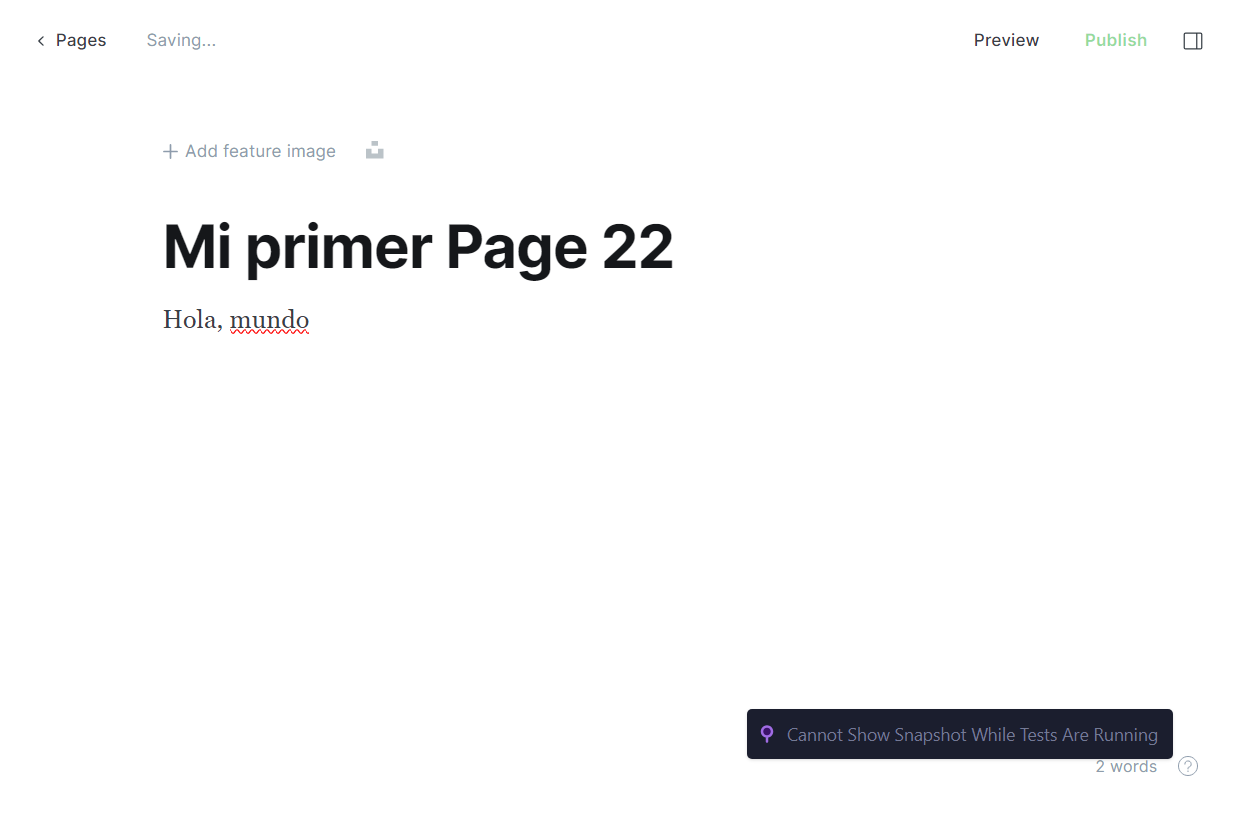 Pages
Saving...
Preview
Publish
Add feature image
Mi primer Page 22
Hola, mundo
Cannot Show Snapshot While Tests Are Running
2 words
?